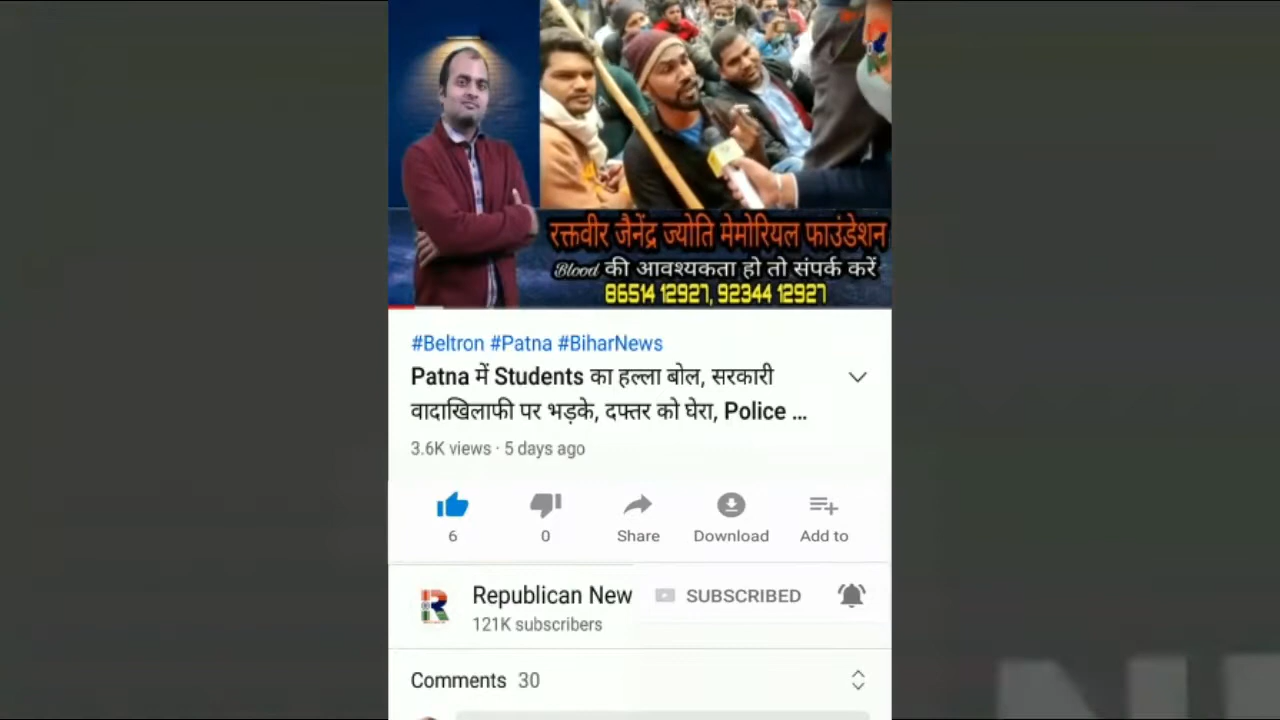 रक्तवीर जैनेंद्र ज्योति मेमोरियल फाउंडेशन
Blood की आवश्यकता हो तो संपर्क करें
86514 12927, 92344 12927
#Beltron #Patna #BiharNews
Patna में Students का हल्ला बोल, सरकारी
वादाखिलाफी पर भड़के, दफ्तर को घेरा, Police ...
3.6K views · 5 days ago
6
0
Share
Download
Add to
Republican New
SUBSCRIBED
121K subscribers
Comments 30